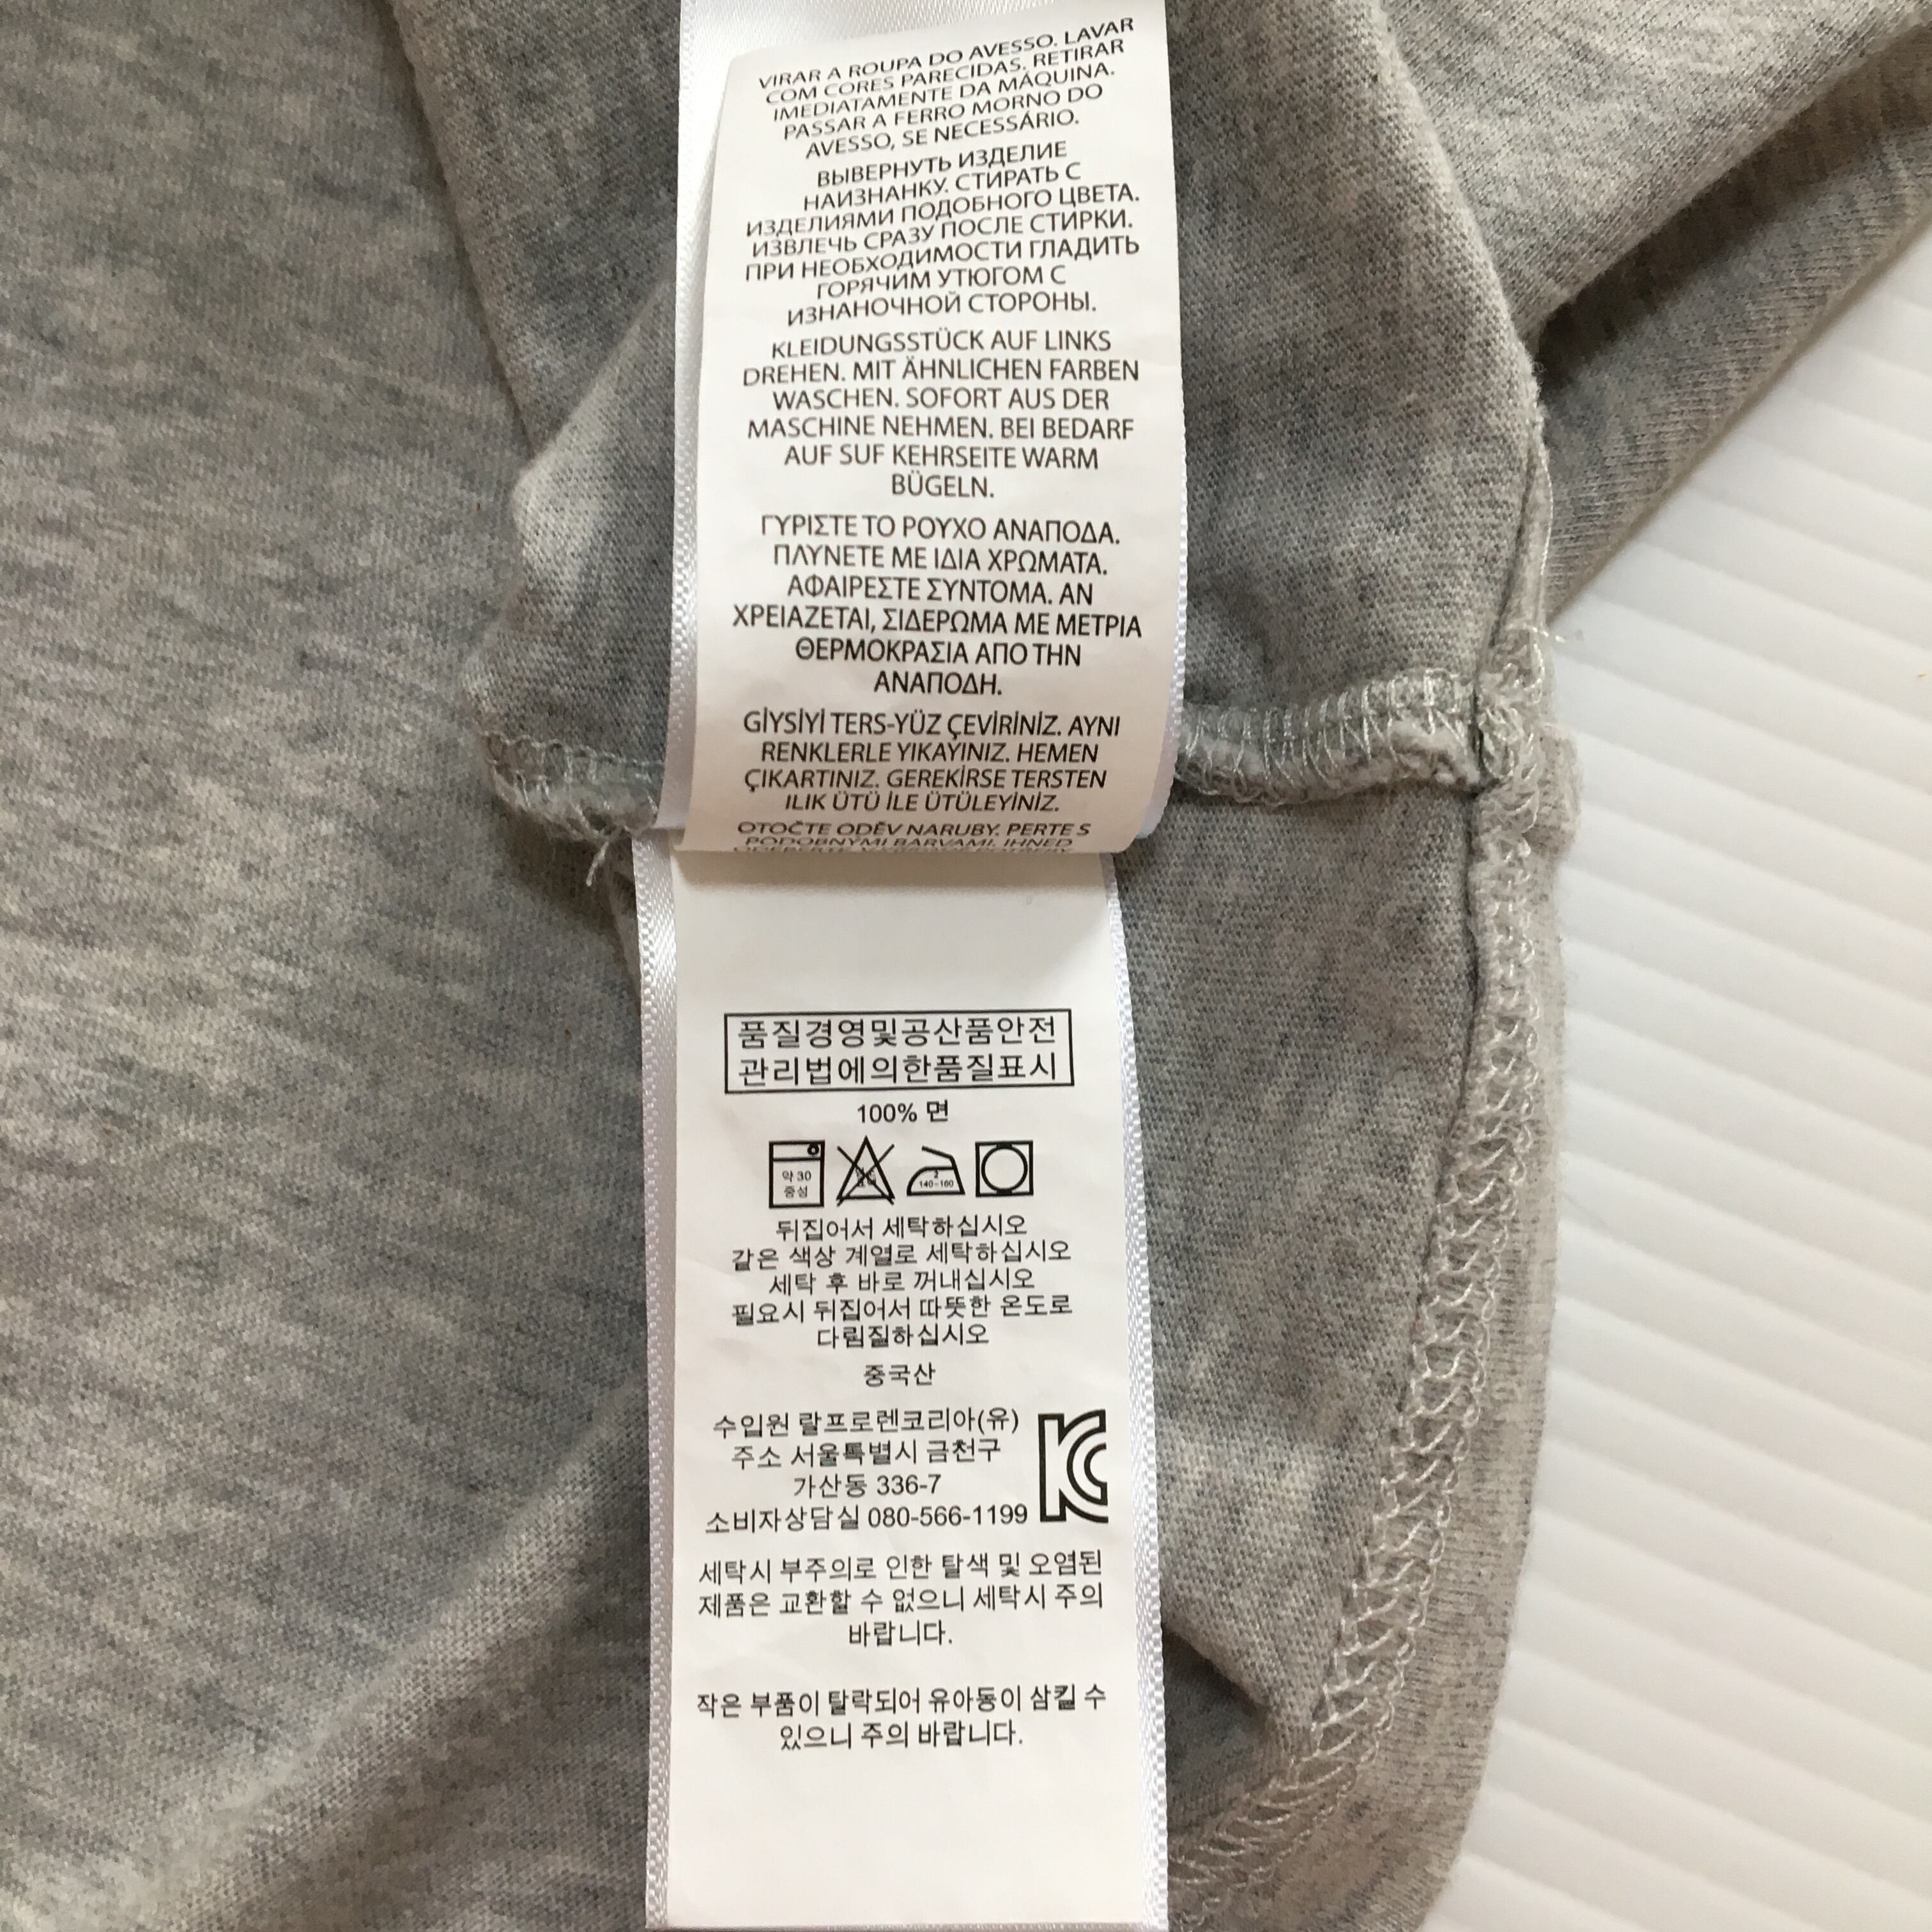 VIRAR A ROUPA DO AVESSO. LAVAR
COM CORES PARECIDAS. RETIRAR
IMEDIATAMENTE DA MÁQUINA.
PASSAR A FERRO MORNO DO
AVESSO, SE NECESSÁRIO.
ВЫВЕРНУТЬ ИЗДЕЛИЕ
НАИЗНАНКУ. СТИРАТЬ С
ИЗДЕЛИЯМИ ПОДОБНОГО ЦВЕТА.
ИЗВЛЕЧЬ СРАЗУ ПОСЛЕ СТИРКИ.
ПРИ НЕОБХОДИМОСТИ ГЛАДИТЬ
ГОРЯЧИМ УТЮГОМ С
ИЗНАНОЧНОЙ СТОРОНЫ.
KLEIDUNGSSTÜCK AUF LINKS
DREHEN. MIT ÄHNLICHEN FARBEN
WASCHEN. SOFORT AUS DER
MASCHINE NEHMEN. BEI BEDARF
AUF SUF KEHRSEITE WARM
BÜGELN.
ΓΥΡΙΣΤΕ ΤΟ ΡΟΥΧΟ ΑΝΑΠΟΔΑ.
ΠΛΥΝΕΤΕ ΜΕ ΙΔΙΑ ΧΡΩΜΑΤΑ.
ΑΦΑΙΡΕΣΤΕ ΣΥΝΤΟΜΑ. ΑΝ
ΧΡΕΙΑΖΕΤΑΙ, ΣΙΔΕΡΩΜΑ ΜΕ ΜΕΤΡΙΑ
ΘΕΡΜΟΚΡΑΣΙΑ ΑΠΟ ΤΗΝ
ΑΝΑΠΟΔΗ.
GİYSİYİ TERS-YÜZ ÇEVİRİNİZ. AYNI
RENKLERLE YIKAYINIZ. HEMEN
ÇIKARTINIZ. GEREKİRSE TERSTEN
ILIK ÜTÜ İLE ÜTÜLEYİNİZ.
OTOČTE ODĚV NARUBY. PERTE S
PODOBNÝMI BARVAMI. IHNED
품질경영및공산품안전
관리법에의한품질표시
100% 면
약 30
중성
2
140~160
뒤집어서 세탁하십시오
같은 색상 계열로 세탁하십시오
세탁 후 바로 꺼내십시오
필요시 뒤집어서 따뜻한 온도로
다림질하십시오
중국산
수입원 랄프로렌코리아(유)
주소 서울특별시 금천구
가산동 336-7
소비자상담실 080-566-1199
세탁시 부주의로 인한 탈색 및 오염된
제품은 교환할 수 없으니 세탁시 주의
바랍니다.
작은 부품이 탈락되어 유아동이 삼킬 수
있으니 주의 바랍니다.